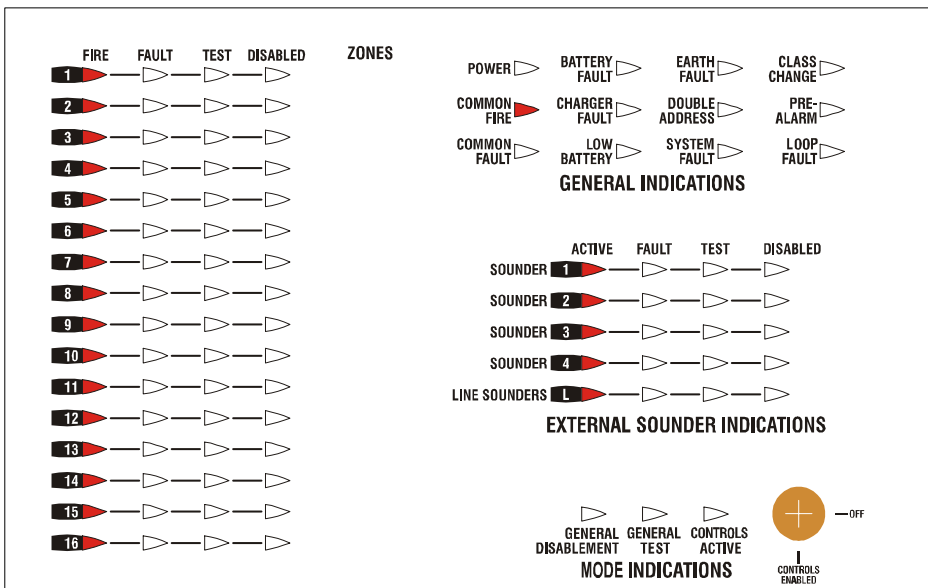 FIRE FAULT TEST DISABLED ZONES
1
2
3
4
5
6
7
8
9
10
11
12
13
14
15
16
POWER BATTERY FAULT EARTH FAULT CLASS CHANGE
COMMON FIRE CHARGER FAULT DOUBLE ADDRESS PRE-ALARM
COMMON FAULT LOW BATTERY SYSTEM FAULT LOOP FAULT
GENERAL INDICATIONS
ACTIVE FAULT TEST DISABLED
SOUNDER 1
SOUNDER 2
SOUNDER 3
SOUNDER 4
LINE SOUNDERS L
EXTERNAL SOUNDER INDICATIONS
GENERAL DISABLEMENT GENERAL TEST CONTROLS ACTIVE
MODE INDICATIONS
OFF
CONTROLS ENABLED